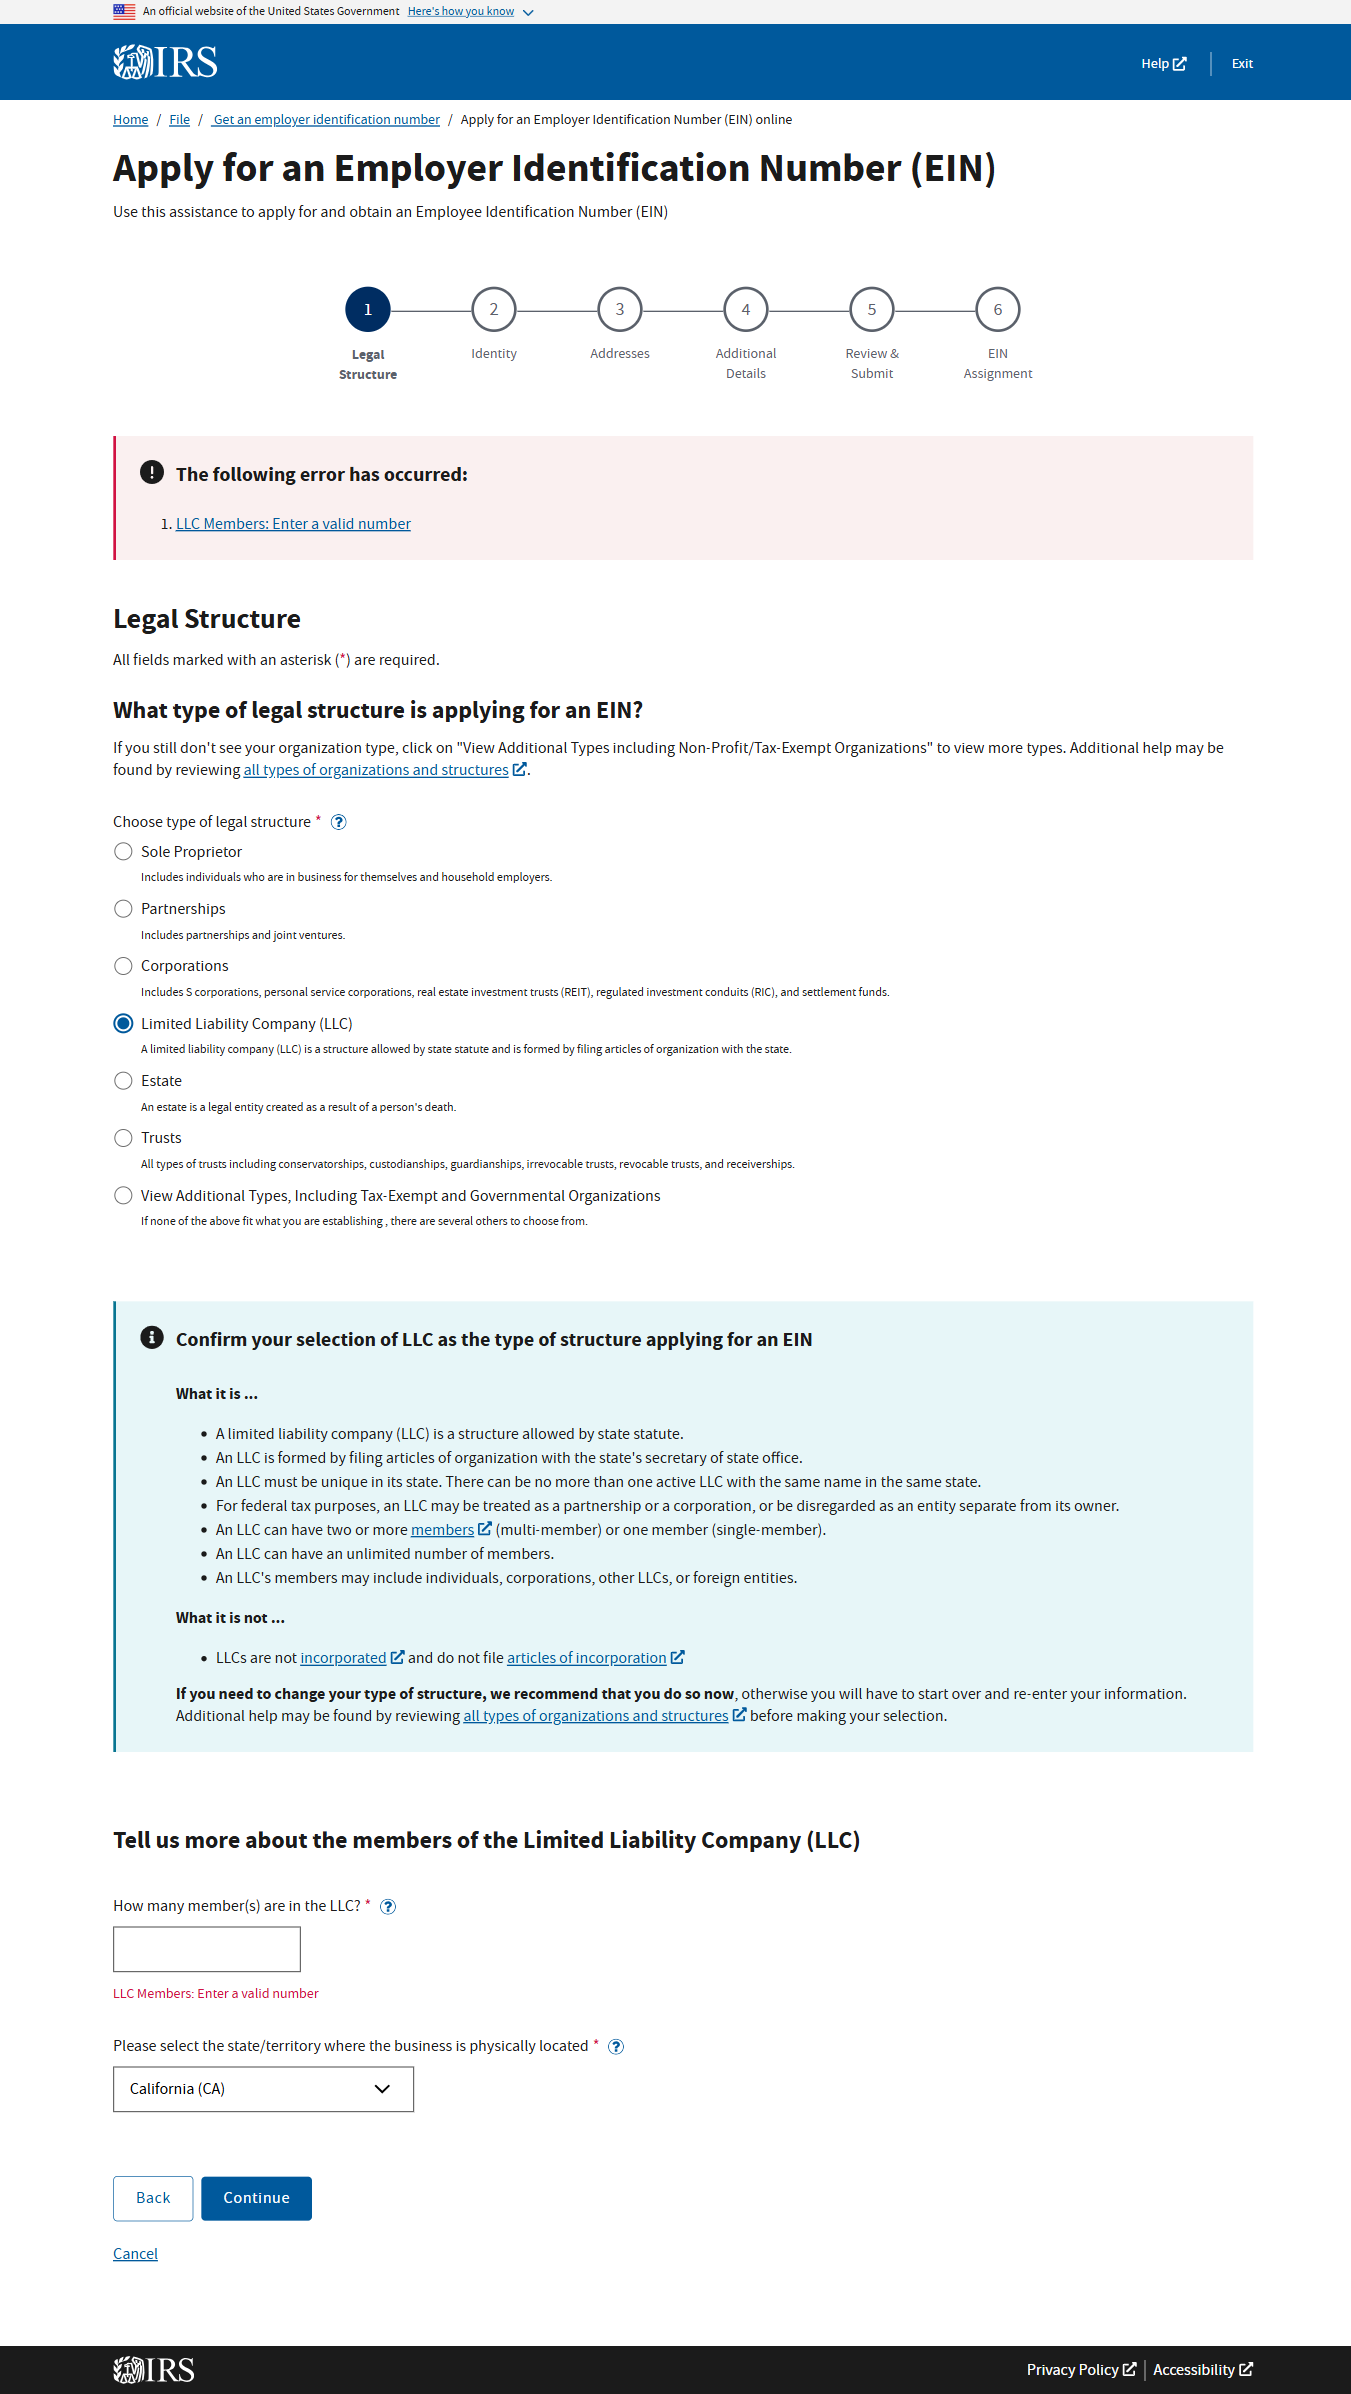 An official website of the United States Government Here's how you know
IRS
Help
Exit
Home / File / Get an employer identification number / Apply for an Employer Identification Number (EIN) online
Apply for an Employer Identification Number (EIN)
Use this assistance to apply for and obtain an Employee Identification Number (EIN)
1 2 3 4 5 6
Legal Structure
Identity
Addresses
Additional Details
Review & Submit
EIN Assignment
The following error has occurred:
1. LLC Members: Enter a valid number
Legal Structure
All fields marked with an asterisk (*) are required.
What type of legal structure is applying for an EIN?
If you still don't see your organization type, click on "View Additional Types including Non-Profit/Tax-Exempt Organizations" to view more types. Additional help may be
found by reviewing all types of organizations and structures.
Choose type of legal structure * ?
Sole Proprietor
Includes individuals who are in business for themselves and household employers.
Partnerships
Includes partnerships and joint ventures.
Corporations
Includes S corporations, personal service corporations, real estate investment trusts (REIT), regulated investment conduits (RIC), and settlement funds.
Limited Liability Company (LLC)
A limited liability company (LLC) is a structure allowed by state statute and is formed by filing articles of organization with the state.
Estate
An estate is a legal entity created as a result of a person's death.
Trusts
All types of trusts including conservatorships, custodianships, guardianships, irrevocable trusts, revocable trusts, and receiverships.
View Additional Types, Including Tax-Exempt and Governmental Organizations
If none of the above fit what you are establishing , there are several others to choose from.
Confirm your selection of LLC as the type of structure applying for an EIN
What it is ...
• A limited liability company (LLC) is a structure allowed by state statute.
• An LLC is formed by filing articles of organization with the state's secretary of state office.
• An LLC must be unique in its state. There can be no more than one active LLC with the same name in the same state.
• For federal tax purposes, an LLC may be treated as a partnership or a corporation, or be disregarded as an entity separate from its owner.
• An LLC can have two or more members (multi-member) or one member (single-member).
• An LLC can have an unlimited number of members.
• An LLC's members may include individuals, corporations, other LLCs, or foreign entities.
What it is not ...
• LLCs are not incorporated and do not file articles of incorporation
If you need to change your type of structure, we recommend that you do so now, otherwise you will have to start over and re-enter your information.
Additional help may be found by reviewing all types of organizations and structures before making your selection.
Tell us more about the members of the Limited Liability Company (LLC)
How many member(s) are in the LLC? * ?
LLC Members: Enter a valid number
Please select the state/territory where the business is physically located * ?
California (CA)
Back
Continue
Cancel
IRS
Privacy Policy
Accessibility